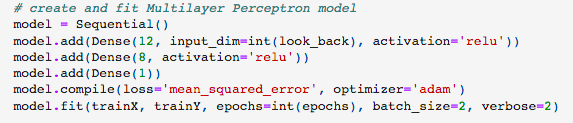 # create and fit Multilayer Perceptron model
model = Sequential()
model.add(Dense(12, input_dim=int(look_back), activation='relu'))
model.add(Dense(8, activation='relu'))
model.add(Dense(1))
model.compile(loss='mean_squared_error', optimizer='adam')
model.fit(trainX, trainY, epochs=int(epochs), batch_size=2, verbose=2)